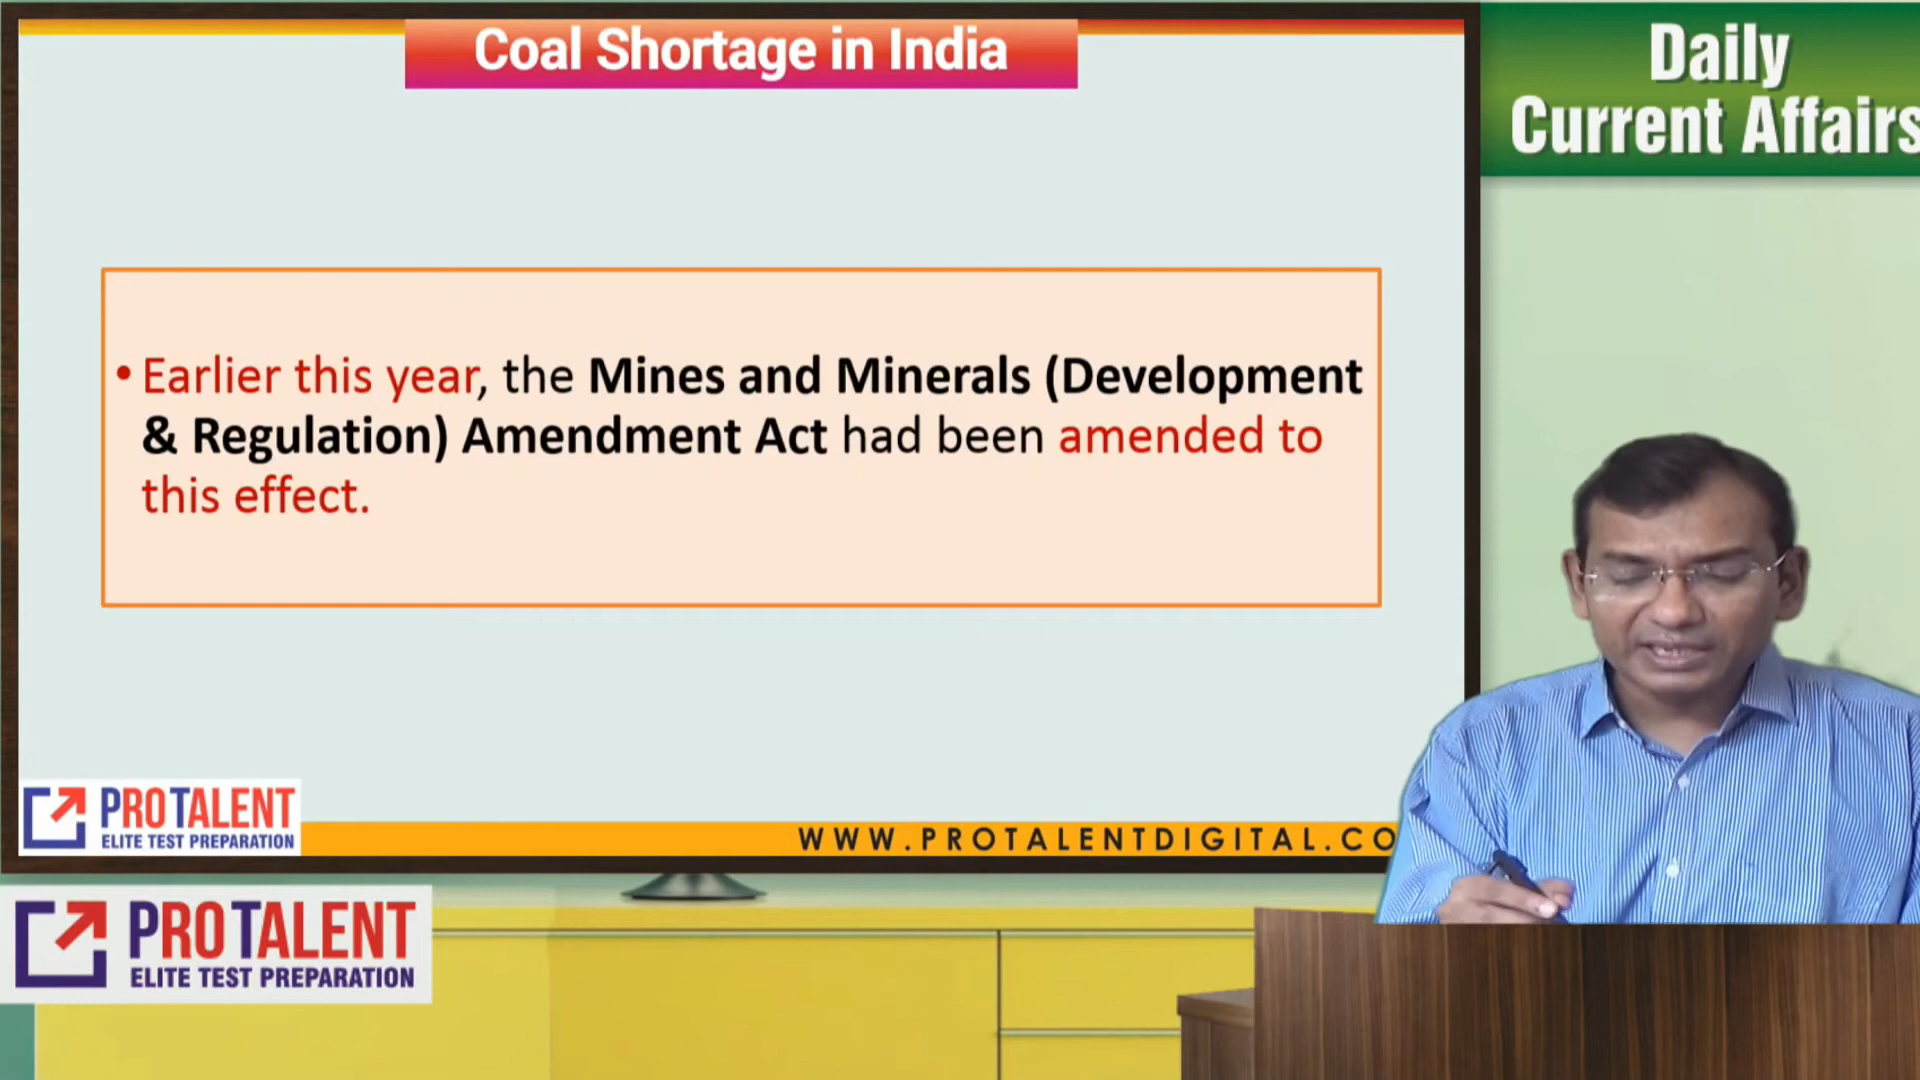 Coal Shortage in India
Daily
Current Affairs
• Earlier this year, the Mines and Minerals (Development
& Regulation) Amendment Act had been amended to
this effect.
PROTALENT
ELITE TEST PREPARATION
WWW.PROTALENTDIGITAL.CO
PROTALENT
ELITE TEST PREPARATION